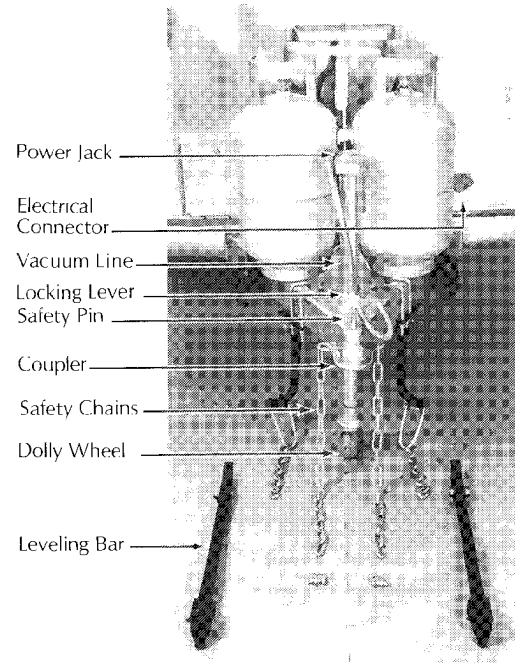 Power Jack
Electrical
Connector
Vacuum Line
Locking Lever
Safety Pin
Coupler
Safety Chains
Dolly Wheel
Leveling Bar